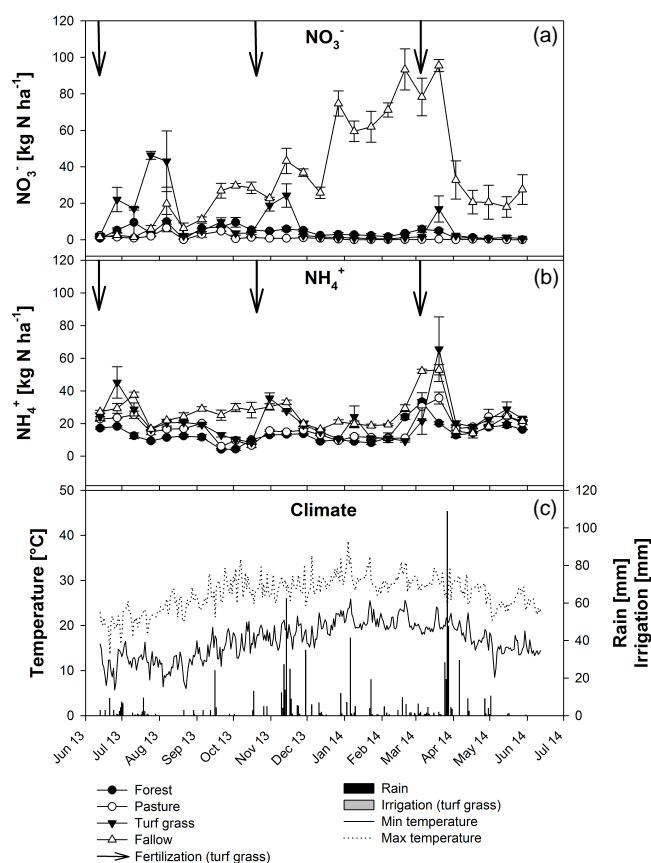 120
100
80
60
40
20
0
NO3- [kg N ha-1]
NO3-
(a)
120
100
80
60
40
20
0
NH4+ [kg N ha-1]
NH4+
(b)
50
40
30
20
10
0
Temperature [°C]
Climate
(c)
120
100
80
60
40
20
0
Rain [mm]
Irrigation [mm]
Jun 13
Jul 13
Aug 13
Sep 13
Oct 13
Nov 13
Dec 13
Jan 14
Feb 14
Mar 14
Apr 14
May 14
Jun 14
Jul 14
Forest
Pasture
Turf grass
Fallow
Fertilization (turf grass)
Rain
Irrigation (turf grass)
Min temperature
Max temperature